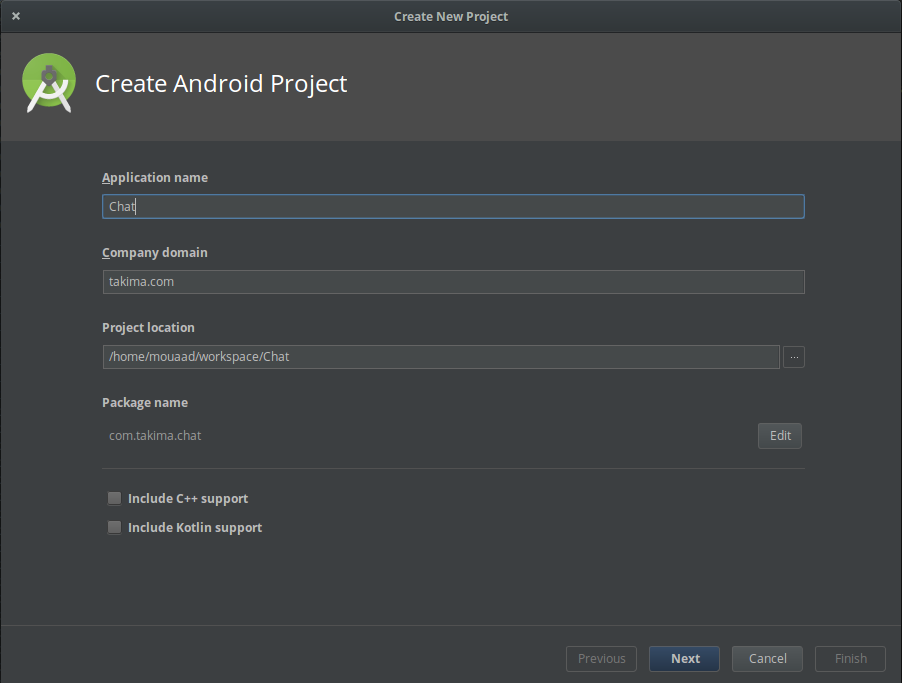 Create New Project
Create Android Project
Application name
Chat
Company domain
takima.com
Project location
/home/mouaad/workspace/Chat
...
Package name
com.takima.chat
Edit
Include C++ support
Include Kotlin support
Previous Next Cancel Finish